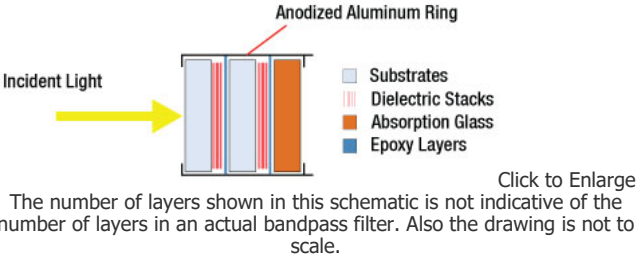 Anodized Aluminum Ring
Incident Light
Substrates
Dielectric Stacks
Absorption Glass
Epoxy Layers
Click to Enlarge
The number of layers shown in this schematic is not indicative of the
number of layers in an actual bandpass filter. Also the drawing is not to
scale.